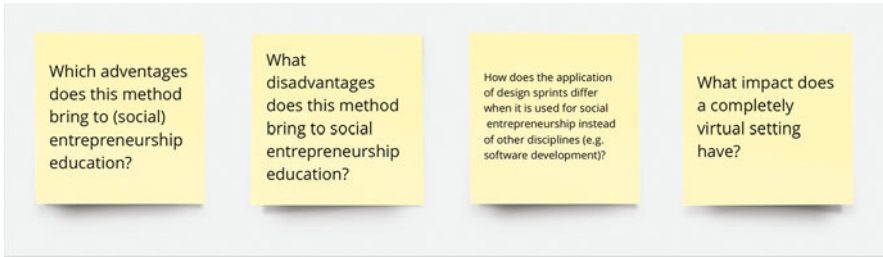 Which adventages
does this method
bring to (social)
entrepreneurship
education?
What
disadvantages
does this method
bring to social
entrepreneurship
education?
How does the application
of design sprints differ
when it is used for social
entrepreneurship instead
of other disciplines (e.g.
software development)?
What impact does
a completely
virtual setting
have?